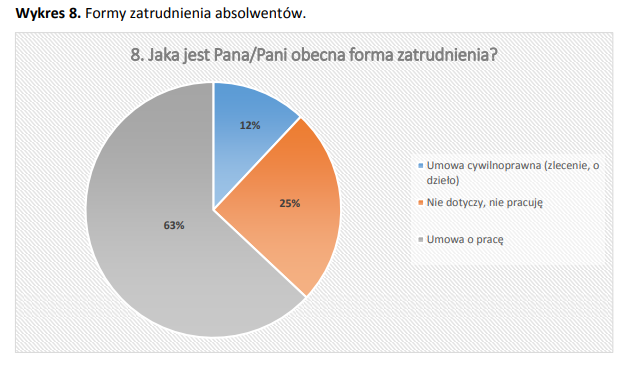 Wykres 8. Formy zatrudnienia absolwentów.
8. Jaka jest Pana/Pani obecna forma zatrudnienia?
12%
25%
63%
Umowa cywilnoprawna (zlecenie, o
dzieło)
Nie dotyczy, nie pracuję
Umowa o pracę